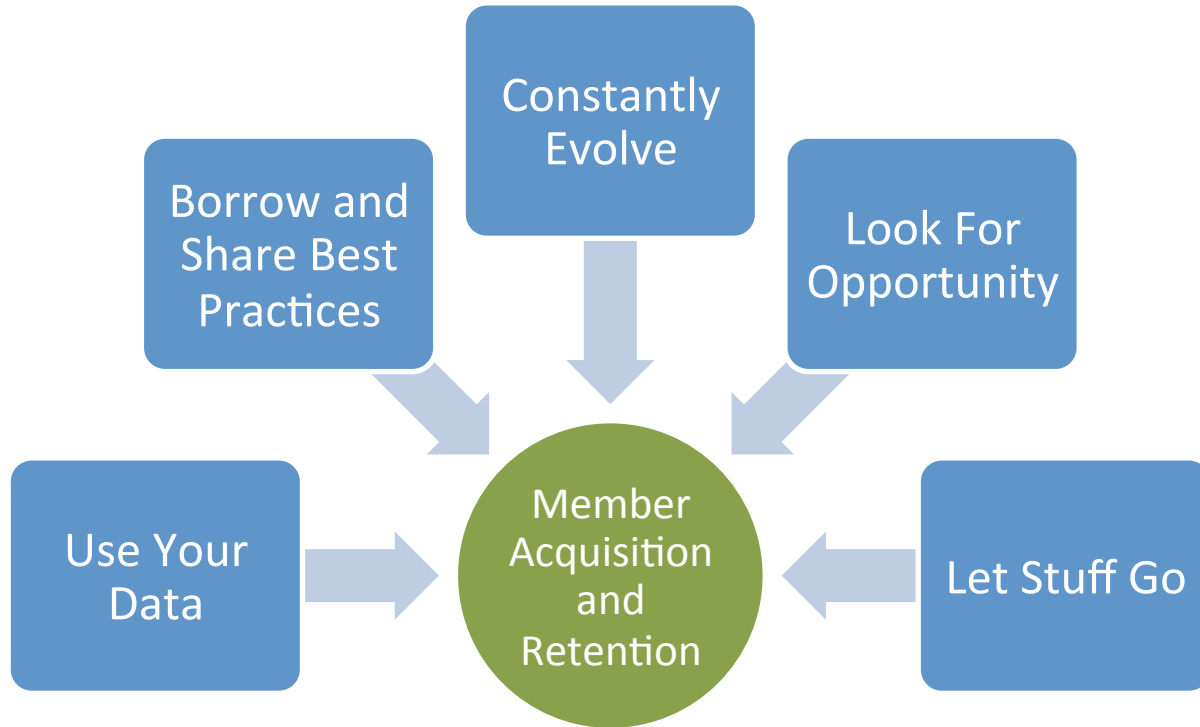 Constantly
Evolve
Borrow and
Share Best
Practices
Look For
Opportunity
Use Your
Data
Member
Acquisition
and
Retention
Let Stuff Go